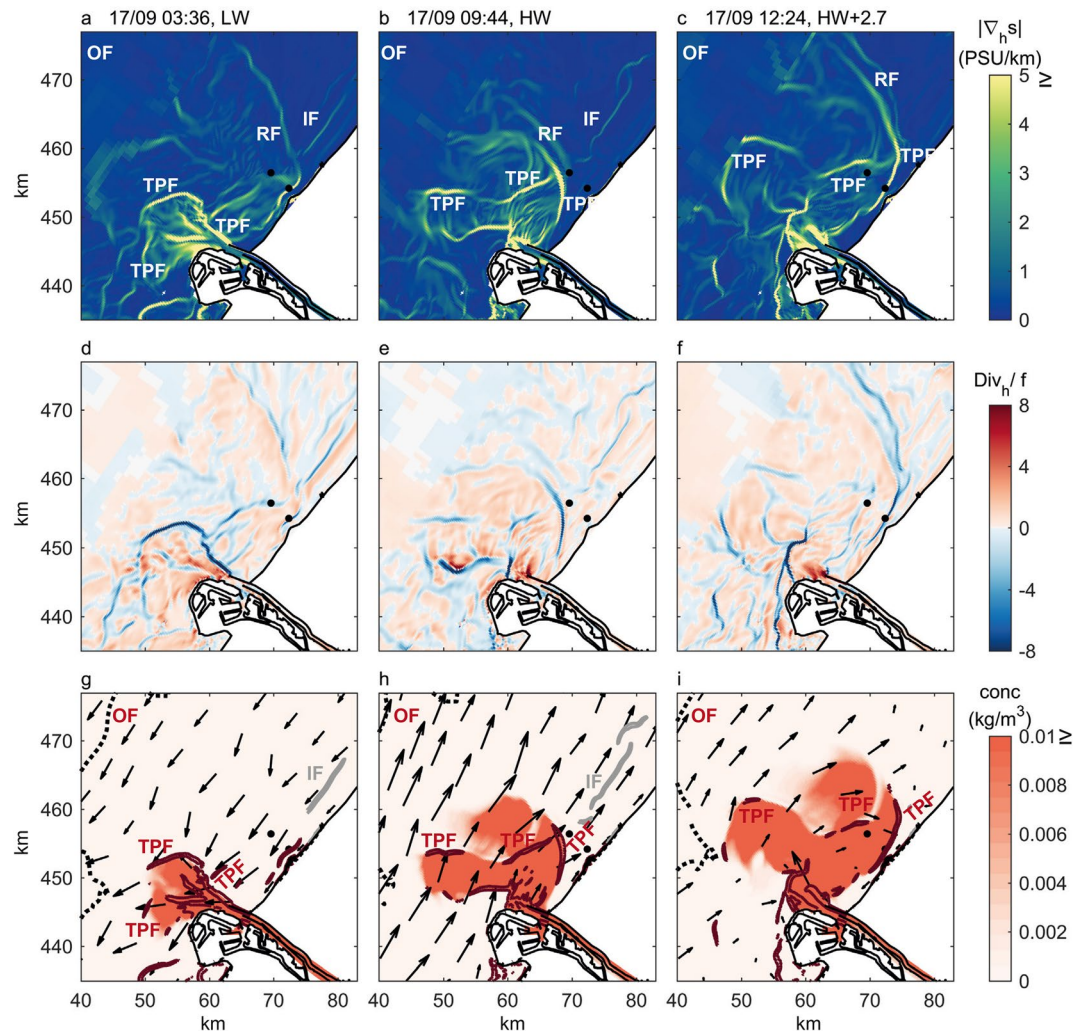 a 17/09 03:36, LW
b 17/09 09:44, HW
c 17/09 12:24, HW+2.7
|∇ₕs|
(PSU/km)
OF
RF
IF
TPF
TPF
TPF
OF
RF
IF
TPF
TPF
TPF
OF
RF
TPF
TPF
TPF
470
460
450
440
km
5
≥
4
3
2
1
0
d
e
f
Divₕ/ f
470
460
450
440
km
8
4
0
-4
-8
g
h
i
conc
(kg/m³)
OF
IF
TPF
TPF
TPF
OF
IF
TPF
TPF
TPF
OF
TPF
TPF
TPF
470
460
450
440
km
0.01
≥
0.008
0.006
0.004
0.002
0
40 50 60 70 80
40 50 60 70 80
40 50 60 70 80
km
km
km